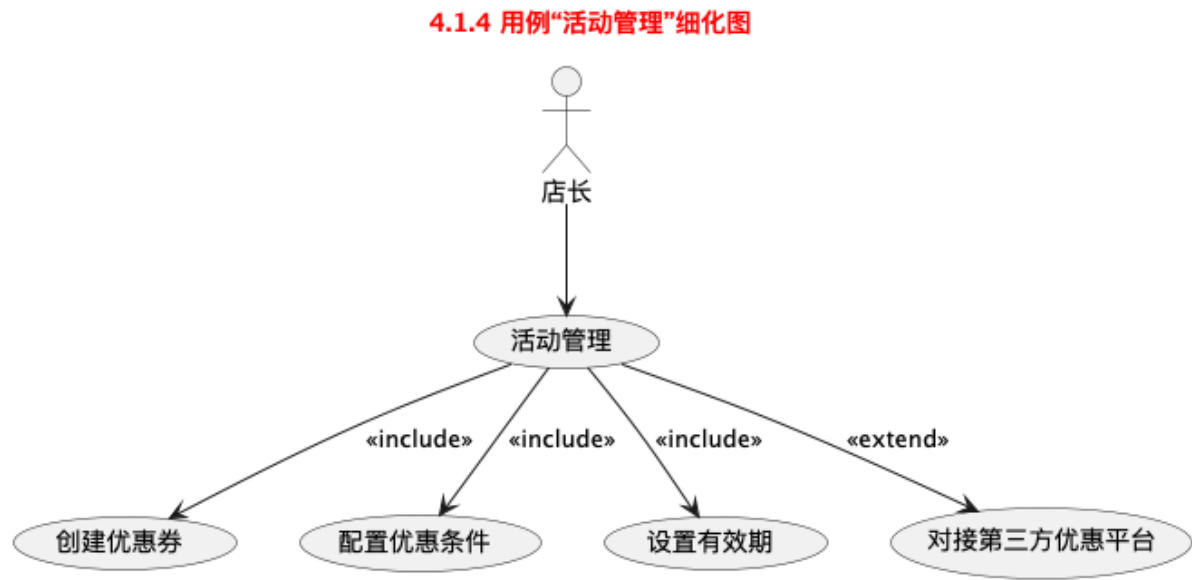 4.1.4 用例“活动管理”细化图
店长
活动管理
«include» «include» «include» «extend»
创建优惠券 配置优惠条件 设置有效期 对接第三方优惠平台